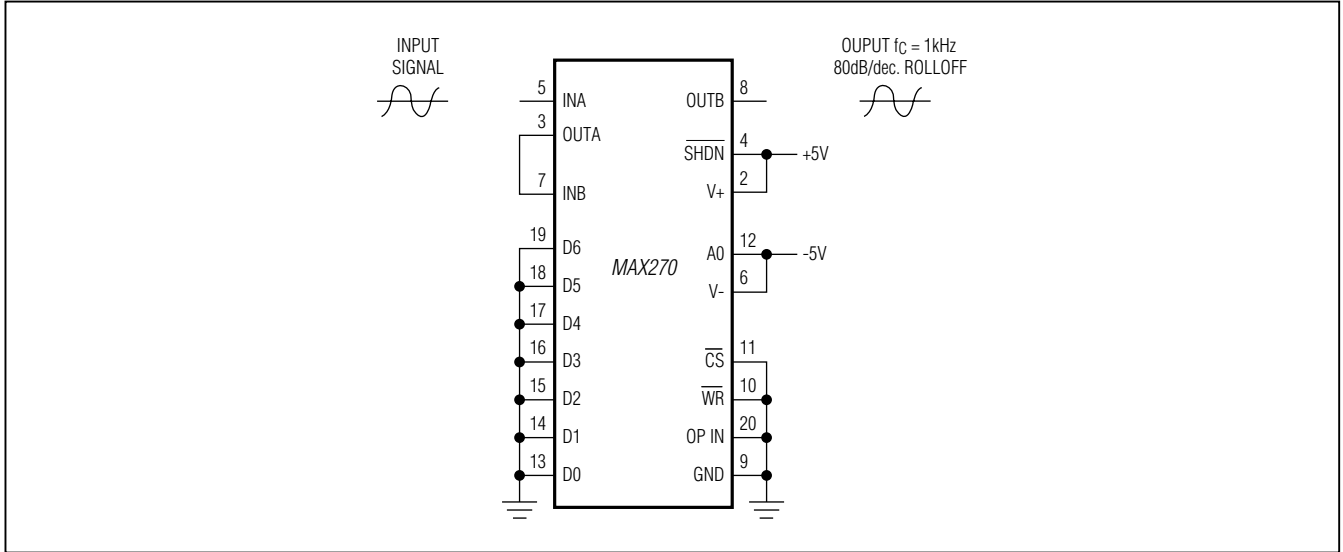 INPUT
SIGNAL
OUPUT fC = 1kHz
80dB/dec. ROLLOFF
5 INA
3 OUTA
7 INB
19 D6
18 D5
17 D4
16 D3
15 D2
14 D1
13 D0
MAX270
OUTB 8
SHDN 4
+5V
V+ 2
A0 12
-5V
V- 6
CS 11
WR 10
OP IN 20
GND 9